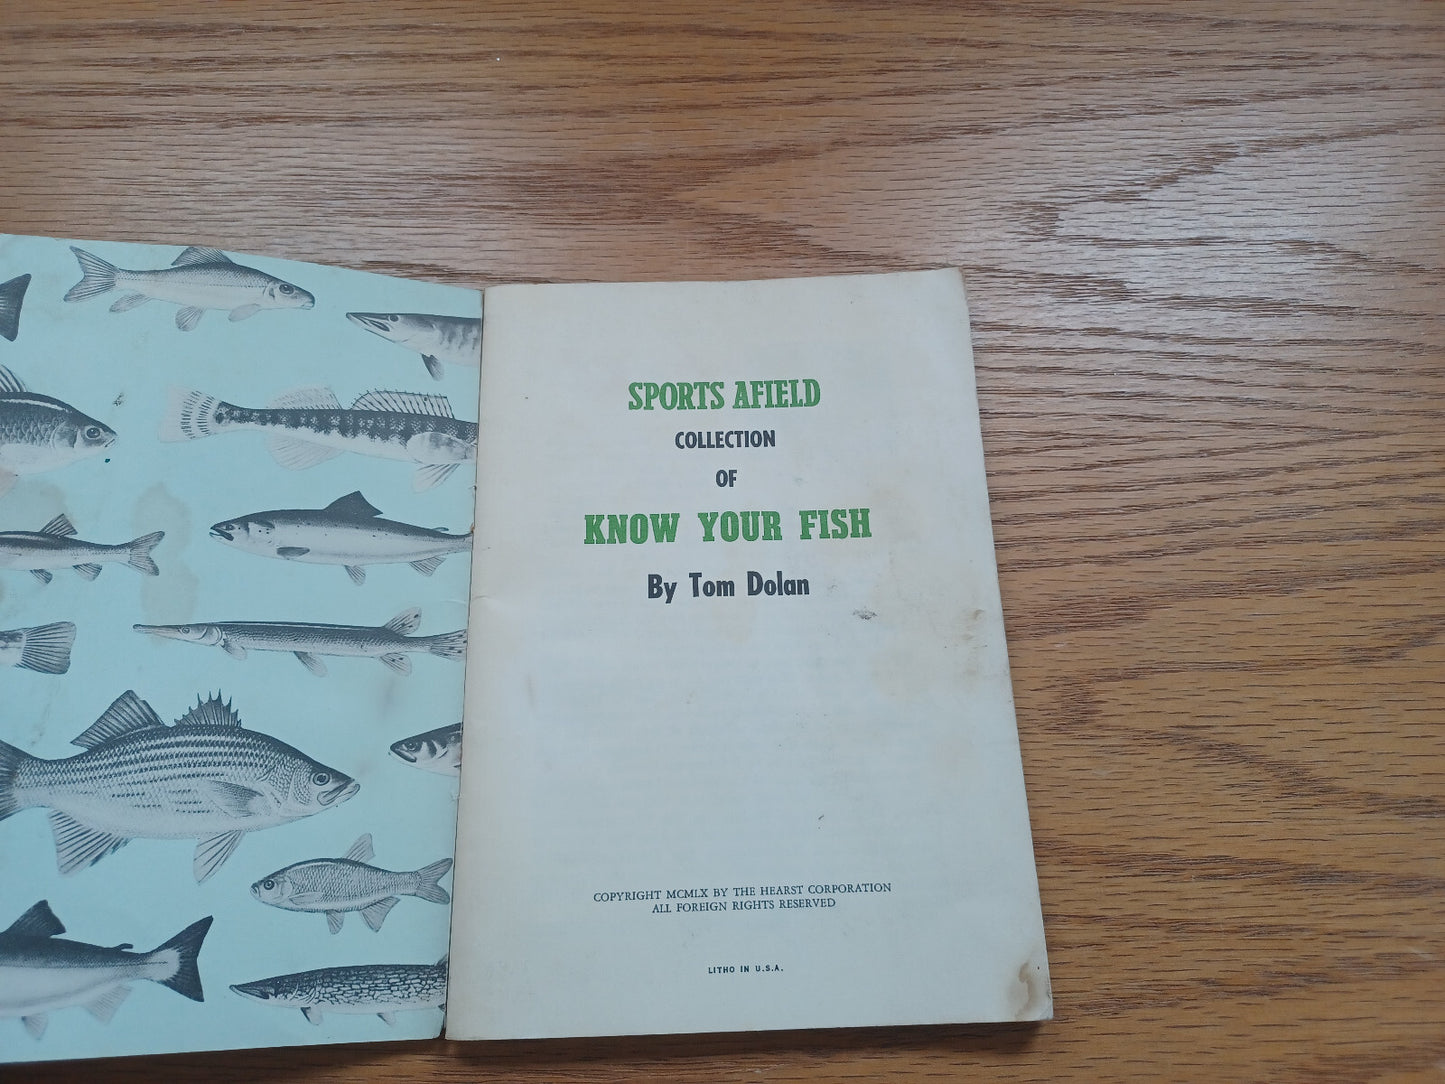 SPORTS AFIELD
COLLECTION
OF
KNOW YOUR FISH
By Tom Dolan
COPYRIGHT MCMLX BY THE HEARST CORPORATION
ALL FOREIGN RIGHTS RESERVED
LITHO IN U.S.A.